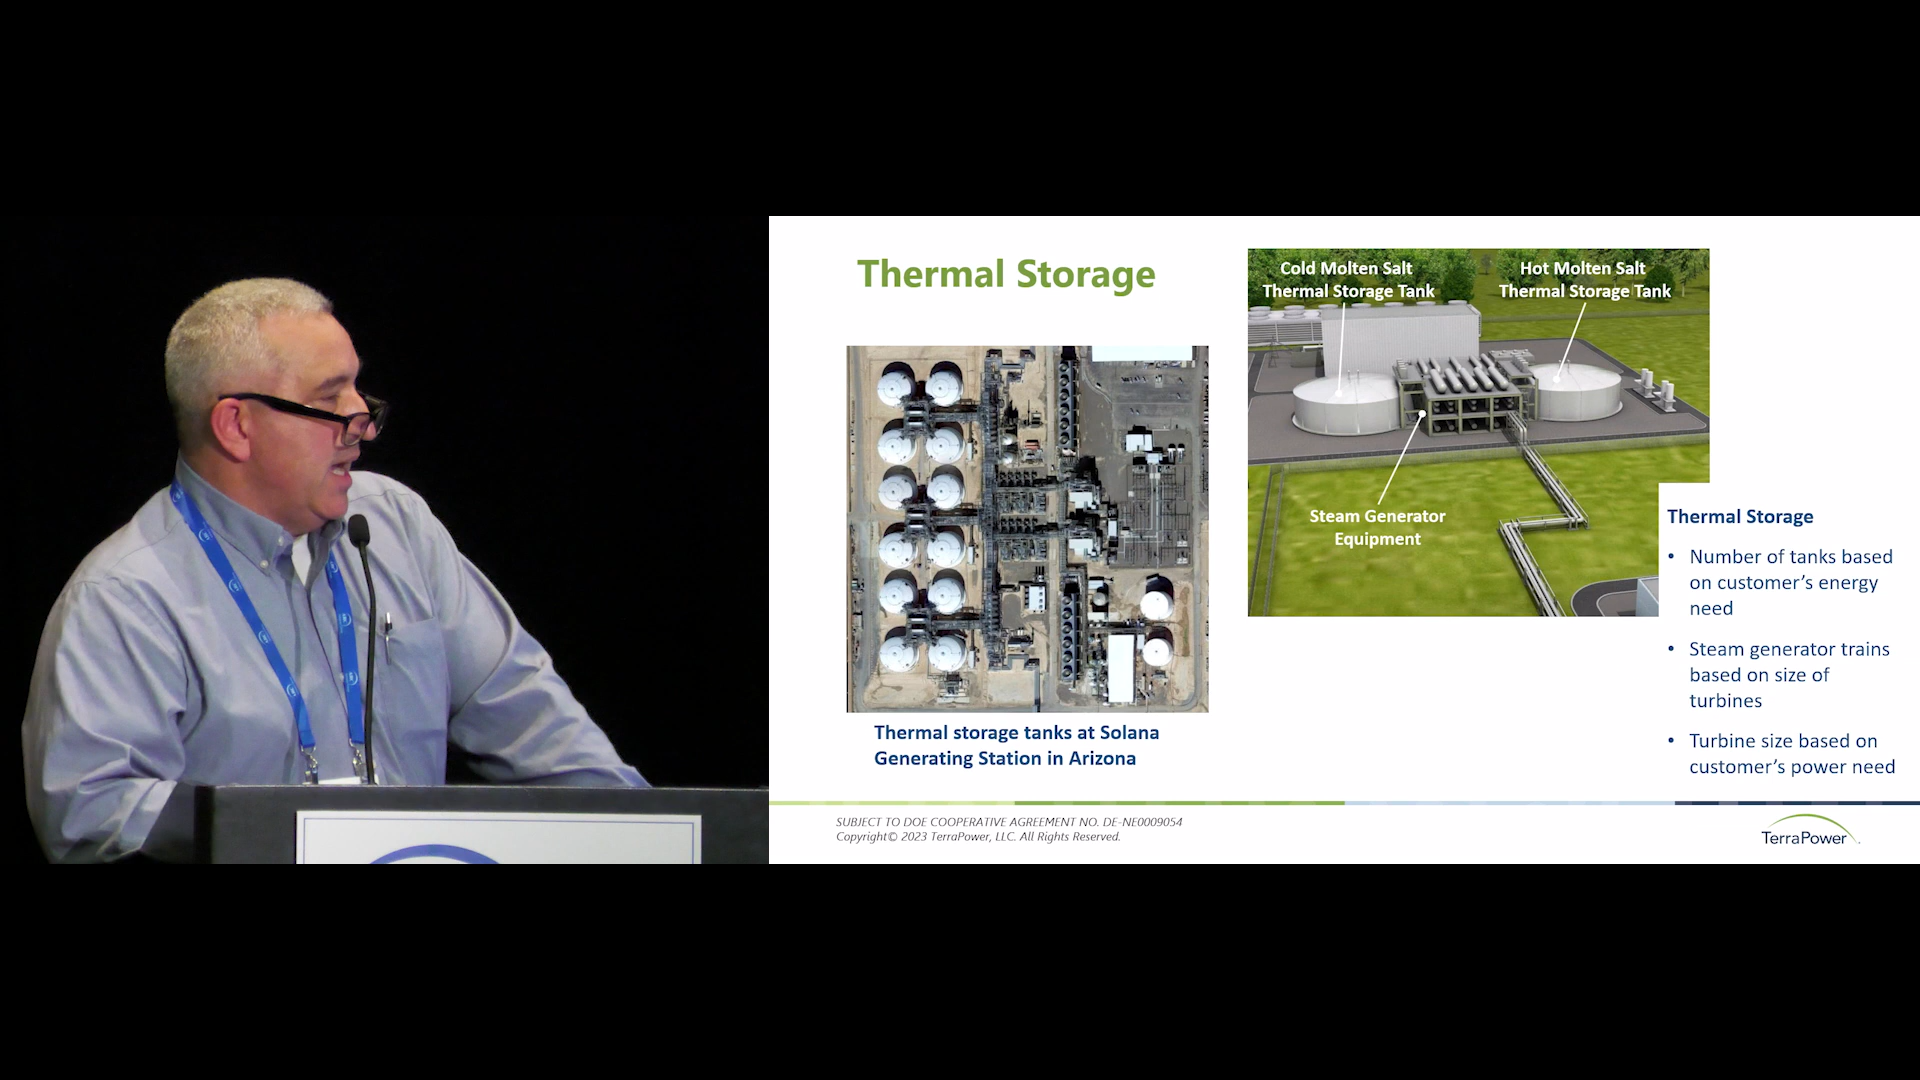 Thermal Storage
Cold Molten Salt
Thermal Storage Tank
Hot Molten Salt
Thermal Storage Tank
Steam Generator
Equipment
Thermal storage tanks at Solana
Generating Station in Arizona
Thermal Storage
• Number of tanks based
on customer's energy
need
• Steam generator trains
based on size of
turbines
• Turbine size based on
customer's power need
SUBJECT TO DOE COOPERATIVE AGREEMENT NO. DE-NE0009054
Copyright© 2023 TerraPower, LLC. All Rights Reserved.
TerraPower